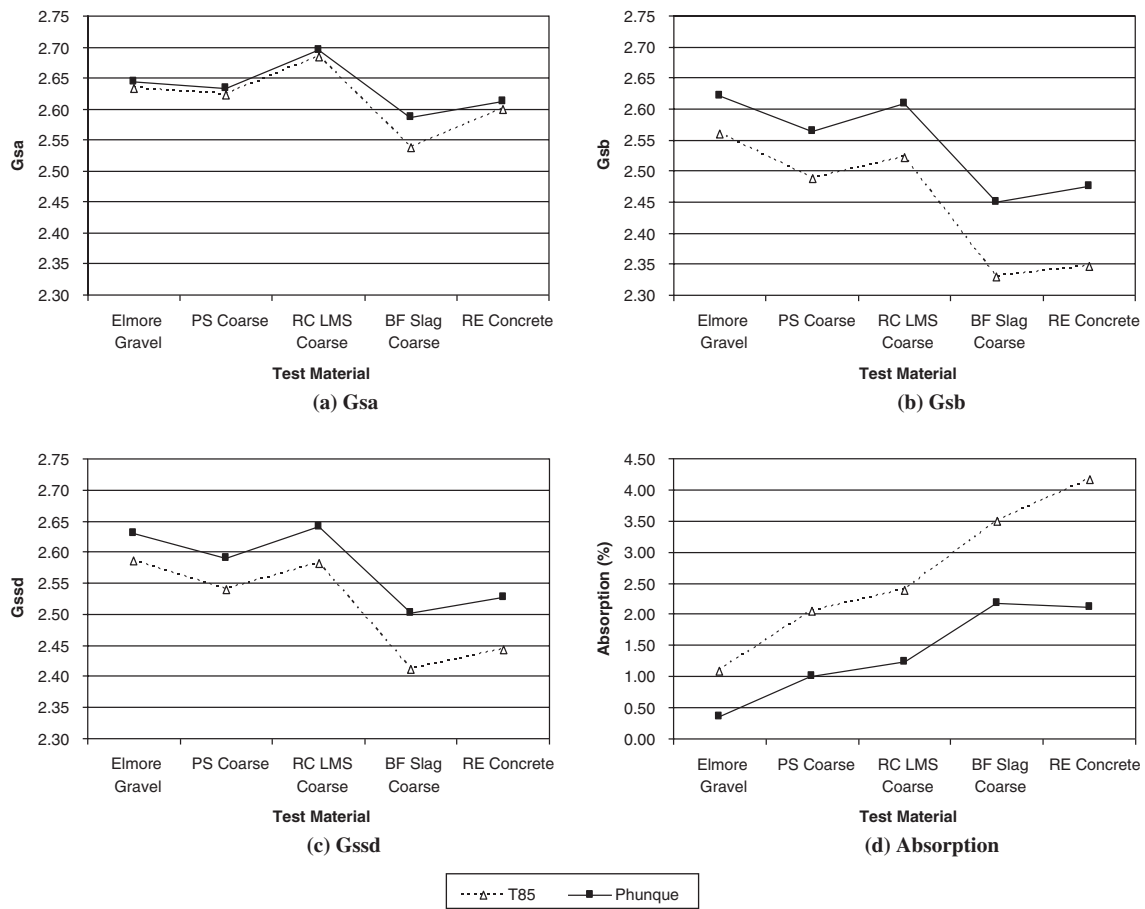 2.75
2.70
2.65
2.60
2.55
2.50
2.45
2.40
2.35
2.30
Gsa
Elmore Gravel
PS Coarse
RC LMS Coarse
BF Slag Coarse
RE Concrete
Test Material
(a) Gsa
2.75
2.70
2.65
2.60
2.55
2.50
2.45
2.40
2.35
2.30
Gsb
Elmore Gravel
PS Coarse
RC LMS Coarse
BF Slag Coarse
RE Concrete
Test Material
(b) Gsb
2.75
2.70
2.65
2.60
2.55
2.50
2.45
2.40
2.35
2.30
Gssd
Elmore Gravel
PS Coarse
RC LMS Coarse
BF Slag Coarse
RE Concrete
Test Material
(c) Gssd
4.50
4.00
3.50
3.00
2.50
2.00
1.50
1.00
0.50
0.00
Absorption (%)
Elmore Gravel
PS Coarse
RC LMS Coarse
BF Slag Coarse
RE Concrete
Test Material
(d) Absorption
T85
Phunque